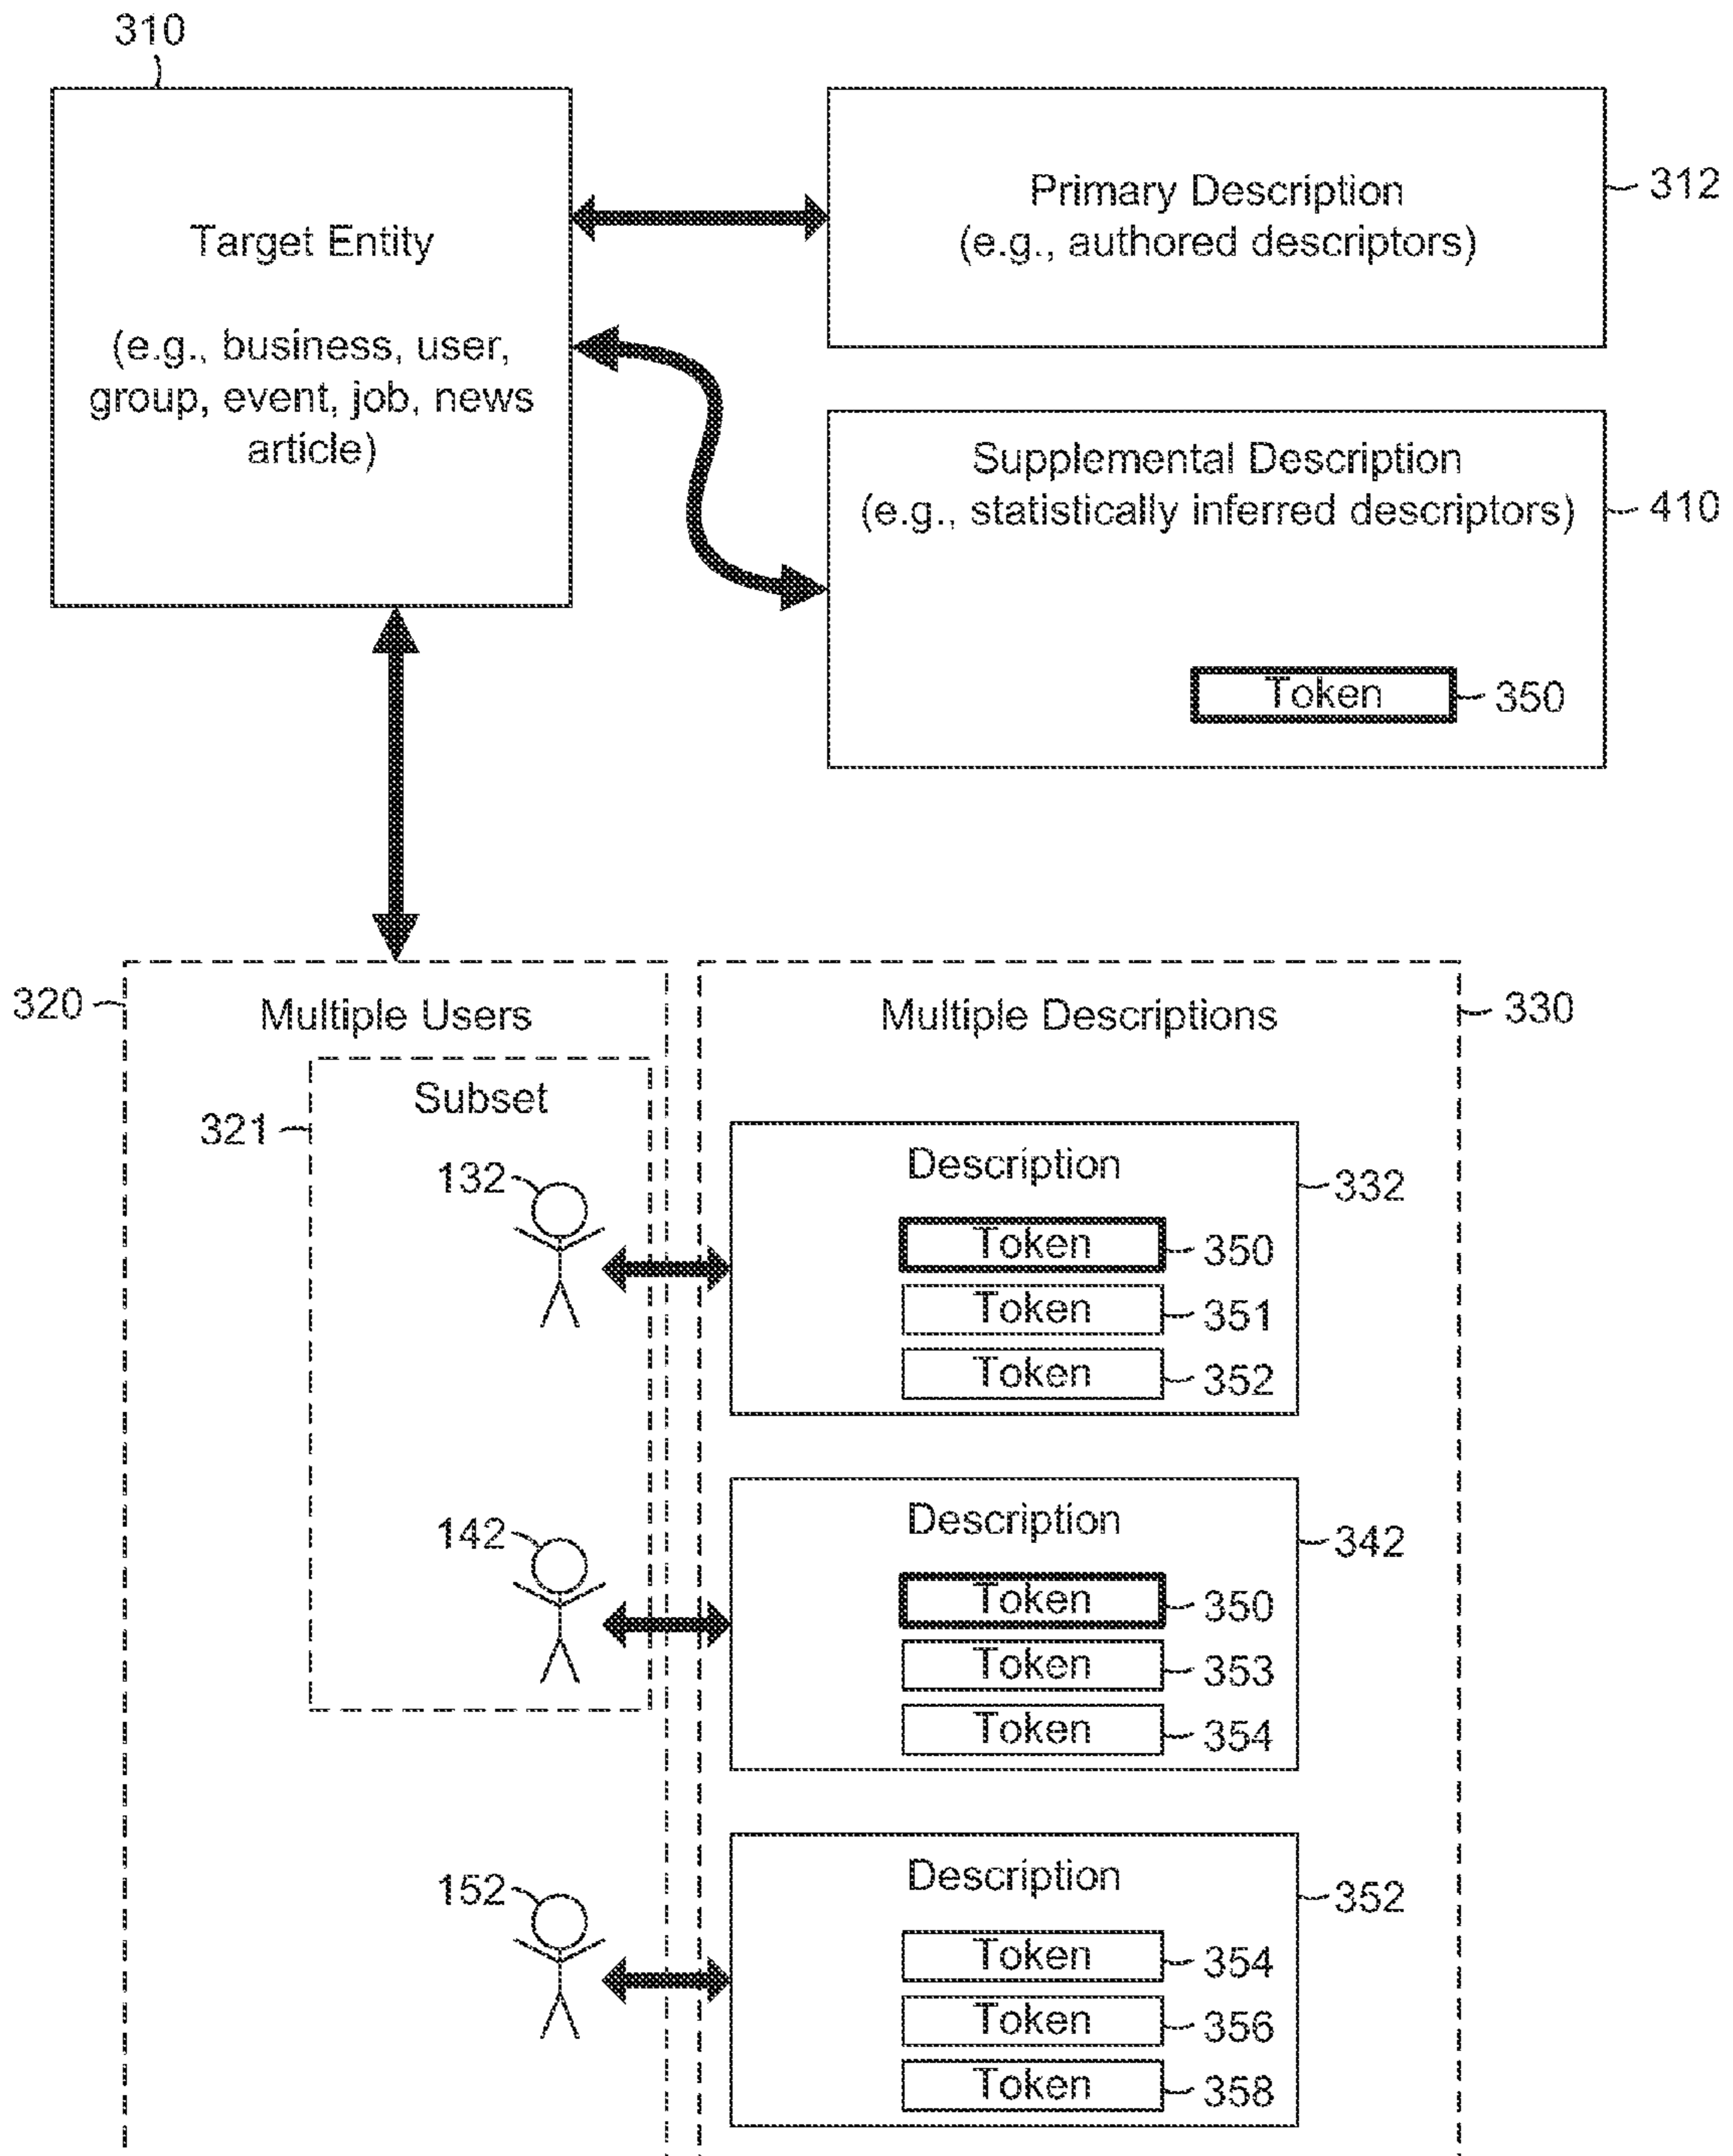 310
Target Entity
(e.g., business, user,
group, event, job, news
article)
Primary Description
(e.g., authored descriptors)
312
Supplemental Description
(e.g., statistically inferred descriptors)
410
Token
350
320
Multiple Users
Subset
321
132
142
152
Multiple Descriptions
330
Description
332
Token
350
Token
351
Token
352
Description
342
Token
350
Token
353
Token
354
Description
352
Token
354
Token
356
Token
358